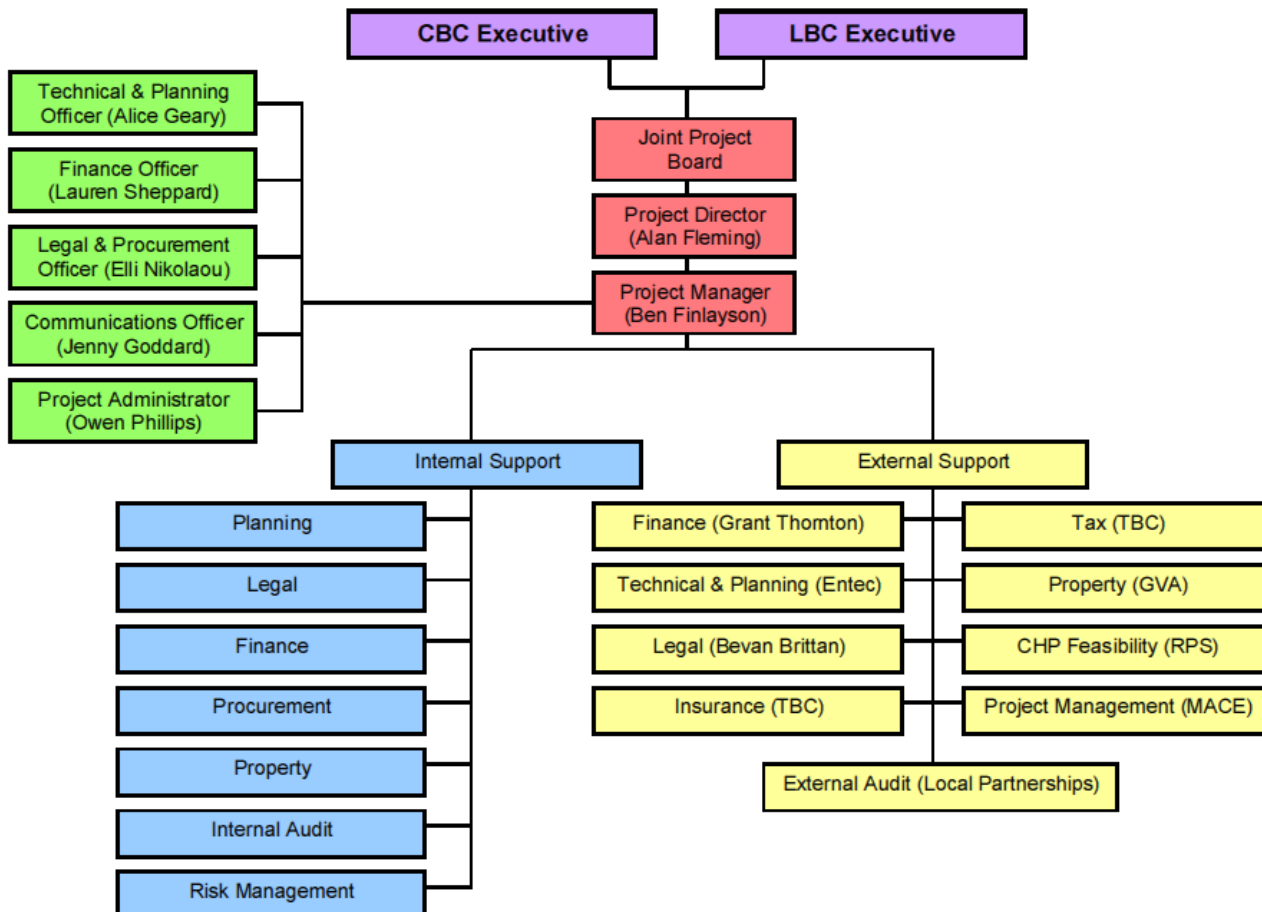 CBC Executive
LBC Executive
Technical & Planning
Officer (Alice Geary)
Finance Officer
(Lauren Sheppard)
Legal & Procurement
Officer (Elli Nikolaou)
Communications Officer
(Jenny Goddard)
Project Administrator
(Owen Phillips)
Joint Project
Board
Project Director
(Alan Fleming)
Project Manager
(Ben Finlayson)
Internal Support
Planning
Legal
Finance
Procurement
Property
Internal Audit
Risk Management
External Support
Finance (Grant Thornton)
Tax (TBC)
Technical & Planning (Entec)
Property (GVA)
Legal (Bevan Brittan)
CHP Feasibility (RPS)
Insurance (TBC)
Project Management (MACE)
External Audit (Local Partnerships)